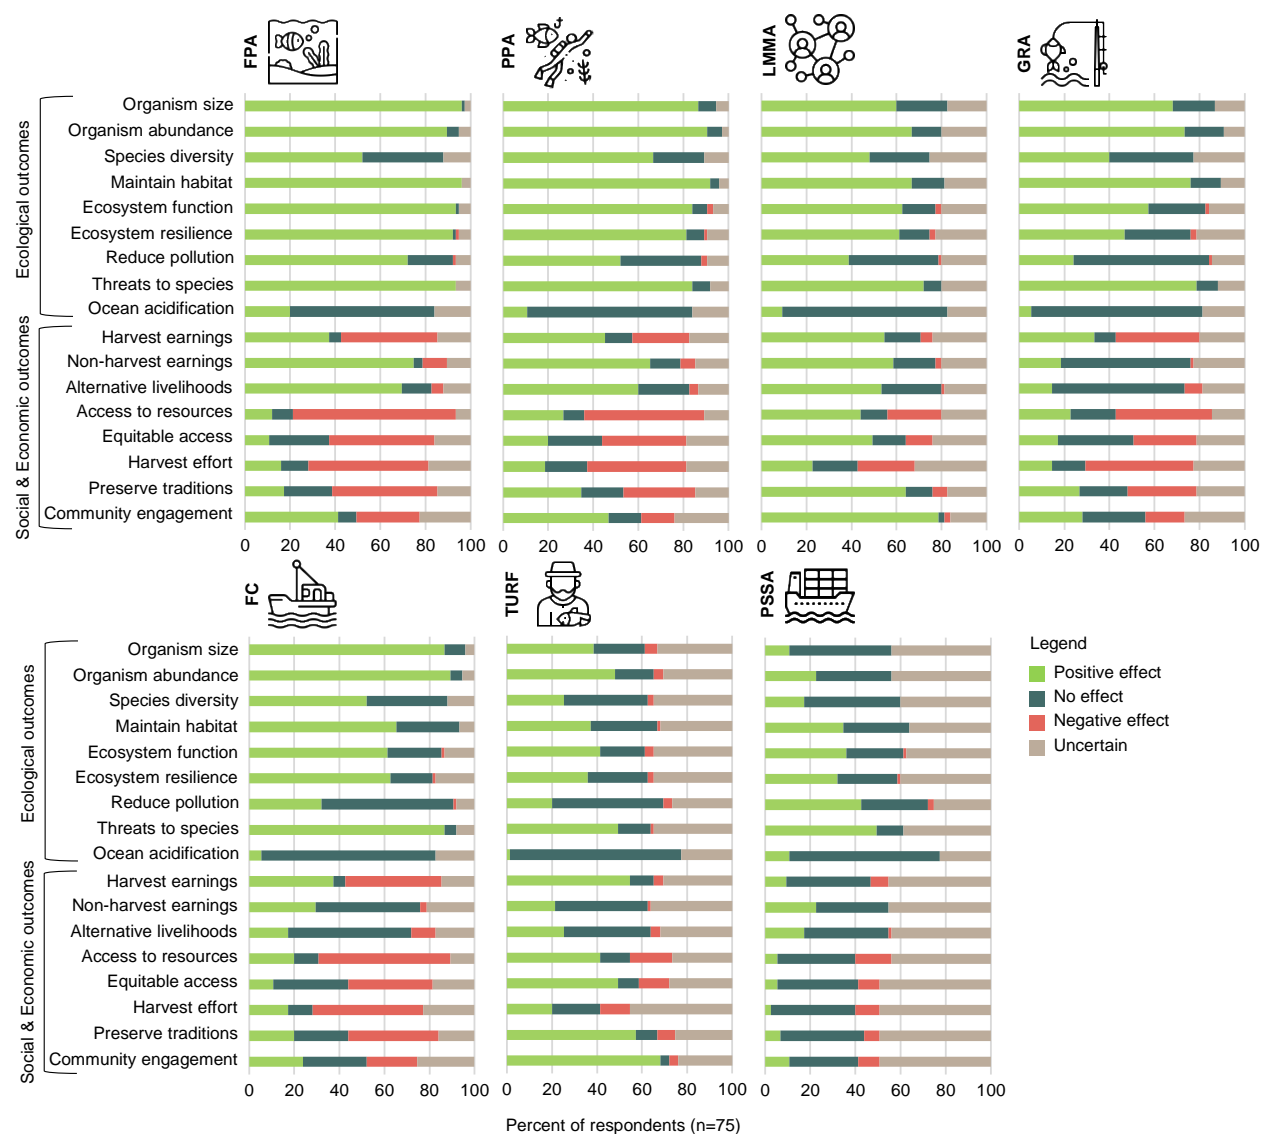 FPA
PPA
LMMA
GRA
Ecological outcomes
Organism size
Organism abundance
Species diversity
Maintain habitat
Ecosystem function
Ecosystem resilience
Reduce pollution
Threats to species
Ocean acidification
Social & Economic outcomes
Harvest earnings
Non-harvest earnings
Alternative livelihoods
Access to resources
Equitable access
Harvest effort
Preserve traditions
Community engagement
0 20 40 60 80 100
0 20 40 60 80 100
0 20 40 60 80 100
0 20 40 60 80 100
FC
TURF
PSSA
Ecological outcomes
Organism size
Organism abundance
Species diversity
Maintain habitat
Ecosystem function
Ecosystem resilience
Reduce pollution
Threats to species
Ocean acidification
Social & Economic outcomes
Harvest earnings
Non-harvest earnings
Alternative livelihoods
Access to resources
Equitable access
Harvest effort
Preserve traditions
Community engagement
0 20 40 60 80 100
0 20 40 60 80 100
0 20 40 60 80 100
Legend
Positive effect
No effect
Negative effect
Uncertain
Percent of respondents (n=75)